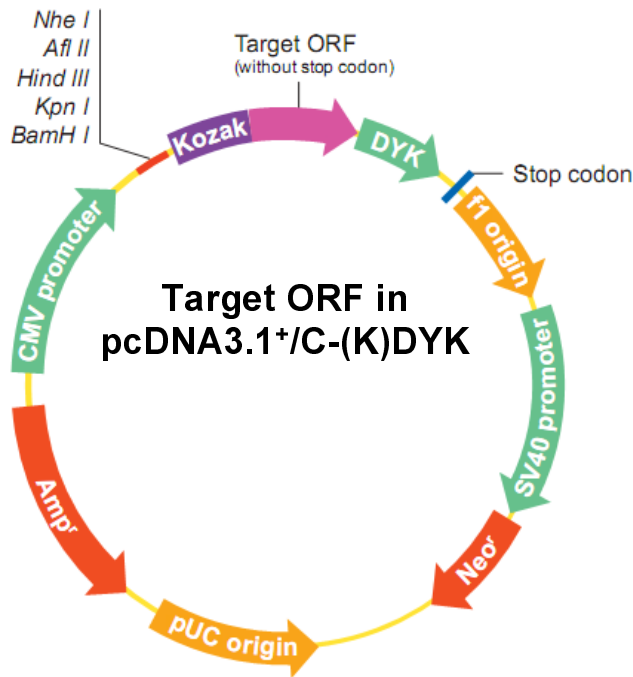 Nhe I
Afl II
Hind III
Kpn I
BamH I
Target ORF
(without stop codon)
Kozak
DYK
Stop codon
f1 origin
CMV promoter
Target ORF in
pcDNA3.1⁺/C-(K)DYK
SV40 promoter
Ampʳ
Neoʳ
pUC origin